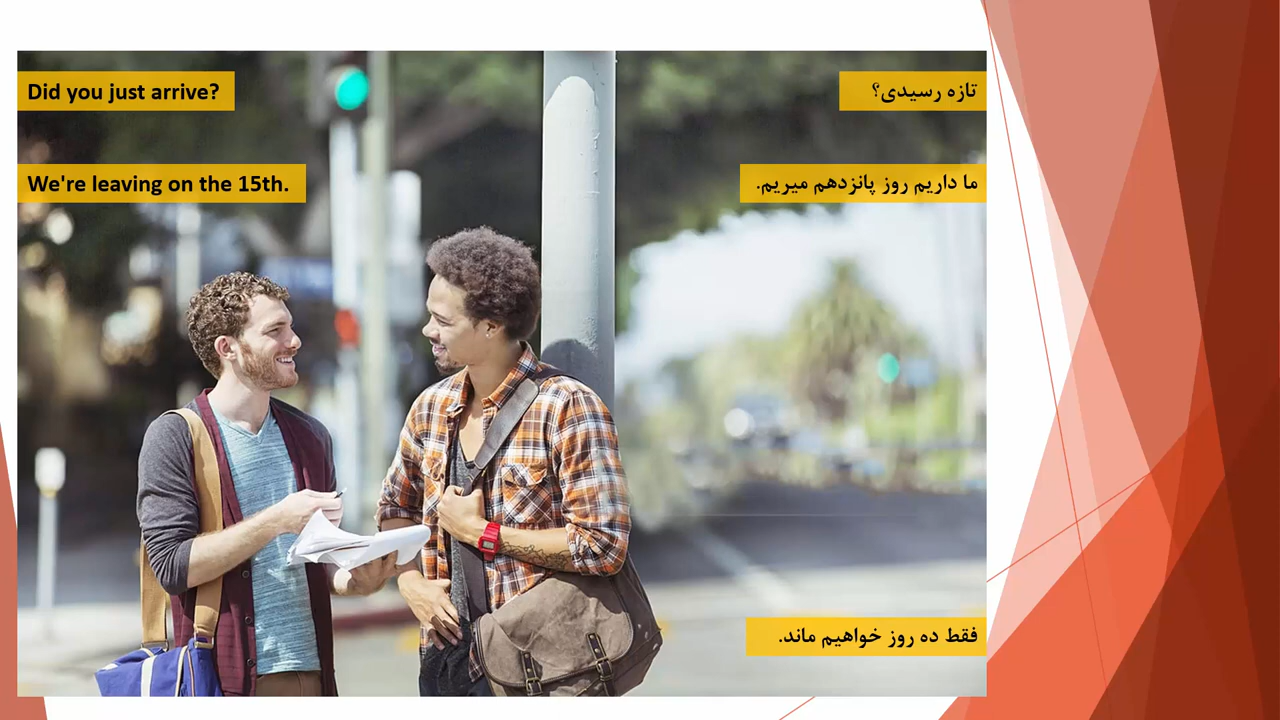 Did you just arrive?
تازه رسیدی؟
We're leaving on the 15th.
ما داریم روز پانزدهم میریم.
فقط ده روز خواهیم ماند.